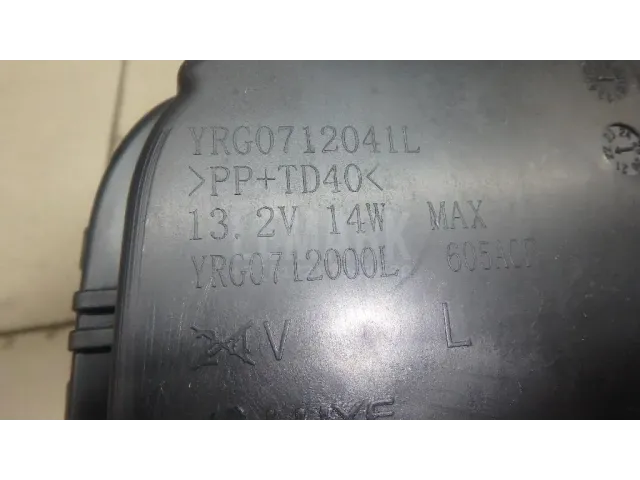 YRG0712041L
>PP+TD40<
13.2V 14W MAX
YRG0712000L
V L